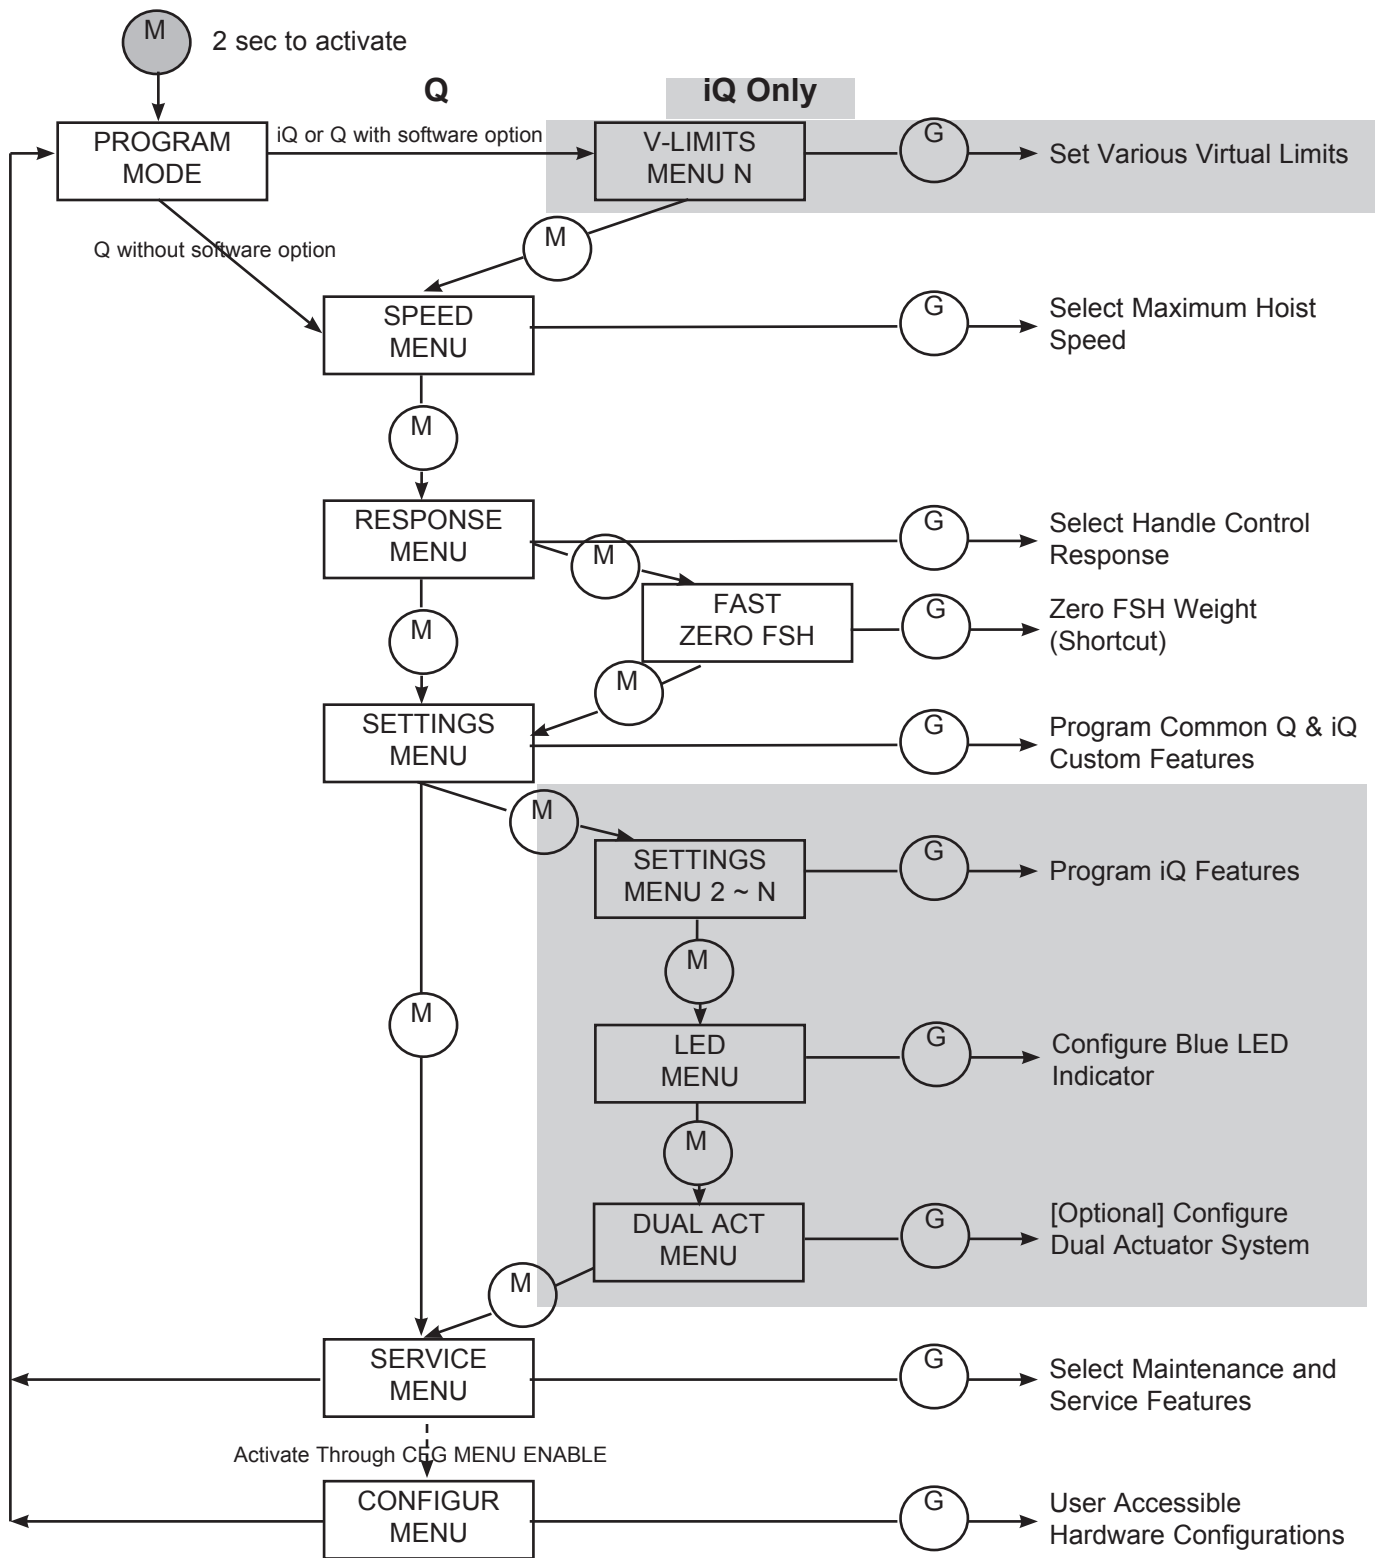 M
2 sec to activate
Q
iQ Only
PROGRAM
MODE
iQ or Q with software option
V-LIMITS
MENU N
G
Set Various Virtual Limits
Q without software option
M
SPEED
MENU
G
Select Maximum Hoist
Speed
M
RESPONSE
MENU
G
Select Handle Control
Response
M
FAST
ZERO FSH
G
Zero FSH Weight
(Shortcut)
M
M
SETTINGS
MENU
G
Program Common Q & iQ
Custom Features
M
SETTINGS
MENU 2 ~ N
G
Program iQ Features
M
M
LED
MENU
G
Configure Blue LED
Indicator
M
DUAL ACT
MENU
G
[Optional] Configure
Dual Actuator System
M
SERVICE
MENU
G
Select Maintenance and
Service Features
Activate Through CFG MENU ENABLE
CONFIGUR
MENU
G
User Accessible
Hardware Configurations